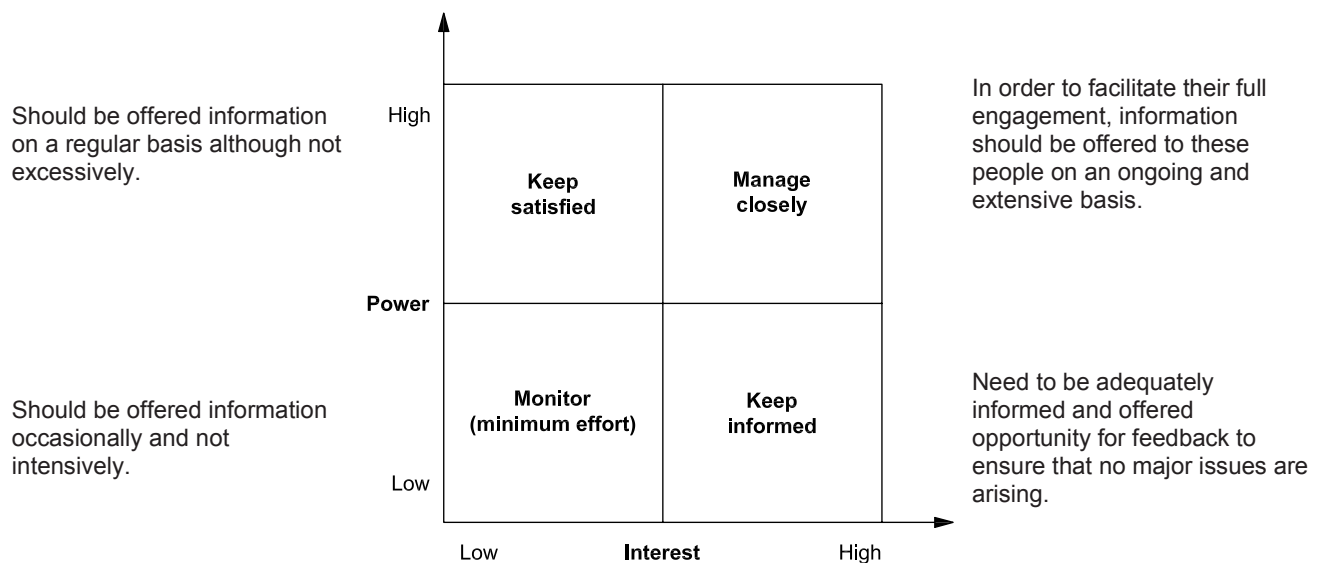 Should be offered information
on a regular basis although not
excessively.
High
Keep
satisfied
Manage
closely
In order to facilitate their full
engagement, information
should be offered to these
people on an ongoing and
extensive basis.
Power
Should be offered information
occasionally and not
intensively.
Monitor
(minimum effort)
Keep
informed
Need to be adequately
informed and offered
opportunity for feedback to
ensure that no major issues are
arising.
Low
Low
Interest
High